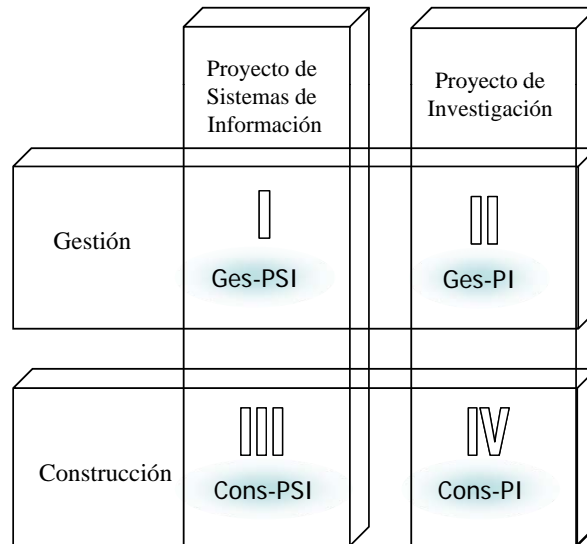 Proyecto de
Sistemas de
Información
Proyecto de
Investigación
Gestión
I
Ges-PSI
II
Ges-PI
Construcción
III
Cons-PSI
IV
Cons-PI